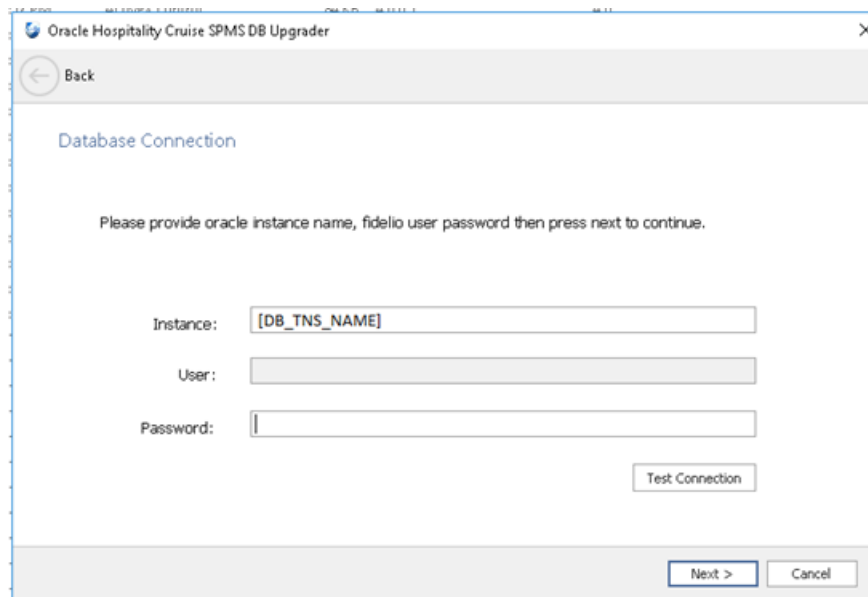 Oracle Hospitality Cruise SPMS DB Upgrader
Back
Database Connection
Please provide oracle instance name, fidelio user password then press next to continue.
Instance: [DB_TNS_NAME]
User:
Password:
Test Connection
Next > Cancel